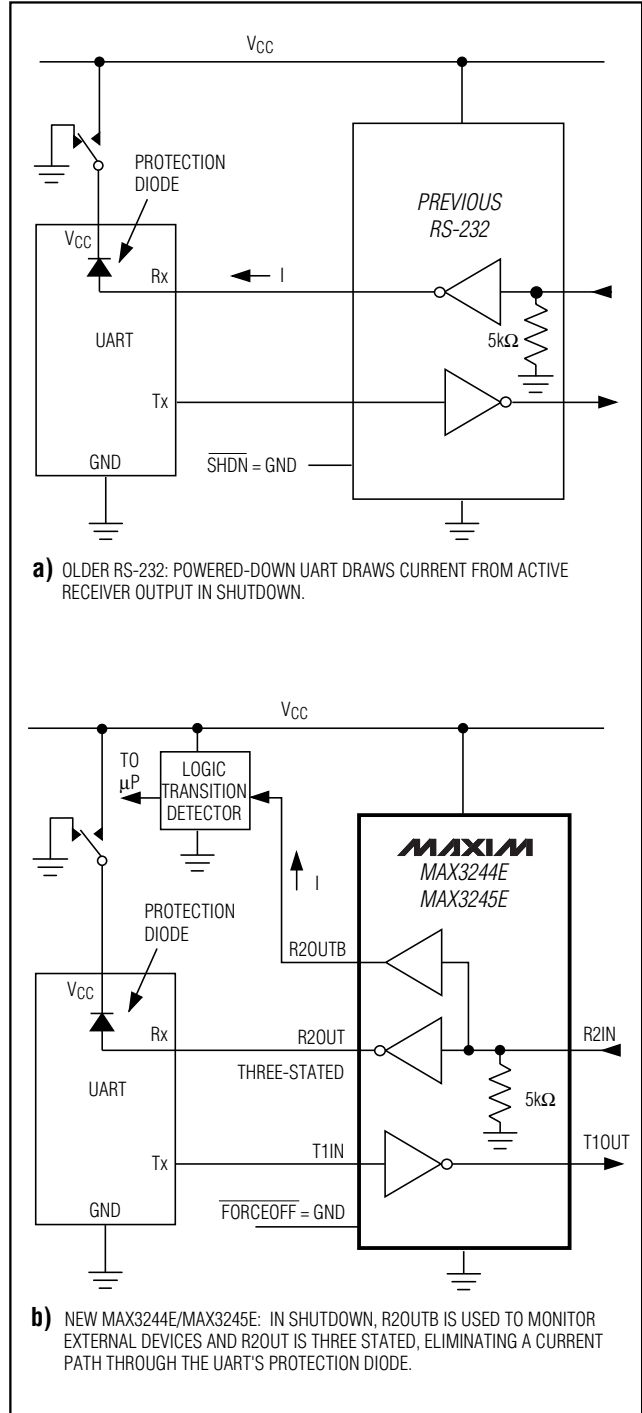 VCC
PROTECTION
DIODE
PREVIOUS
RS-232
VCC
Rx
I
UART
5kΩ
Tx
GND
SHDN = GND
a) OLDER RS-232: POWERED-DOWN UART DRAWS CURRENT FROM ACTIVE
RECEIVER OUTPUT IN SHUTDOWN.
VCC
TO
µP
LOGIC
TRANSITION
DETECTOR
MAXIM
MAX3244E
MAX3245E
I
PROTECTION
DIODE
R2OUTB
VCC
Rx
R2OUT
R2IN
THREE-STATED
UART
5kΩ
Tx
T1IN
T1OUT
GND
FORCEOFF = GND
b) NEW MAX3244E/MAX3245E: IN SHUTDOWN, R2OUTB IS USED TO MONITOR
EXTERNAL DEVICES AND R2OUT IS THREE STATED, ELIMINATING A CURRENT
PATH THROUGH THE UART'S PROTECTION DIODE.